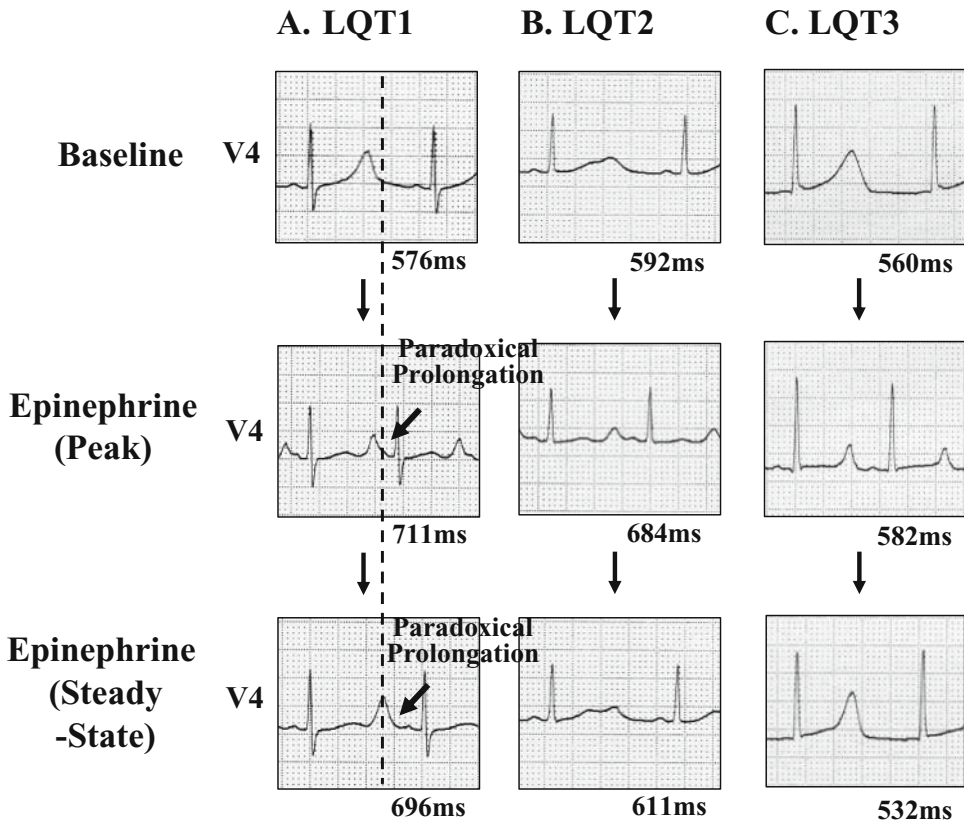 A. LQT1
B. LQT2
C. LQT3
Baseline
V4
576ms
592ms
560ms
Epinephrine
(Peak)
V4
Paradoxical
Prolongation
711ms
684ms
582ms
Epinephrine
(Steady
-State)
V4
Paradoxical
Prolongation
696ms
611ms
532ms